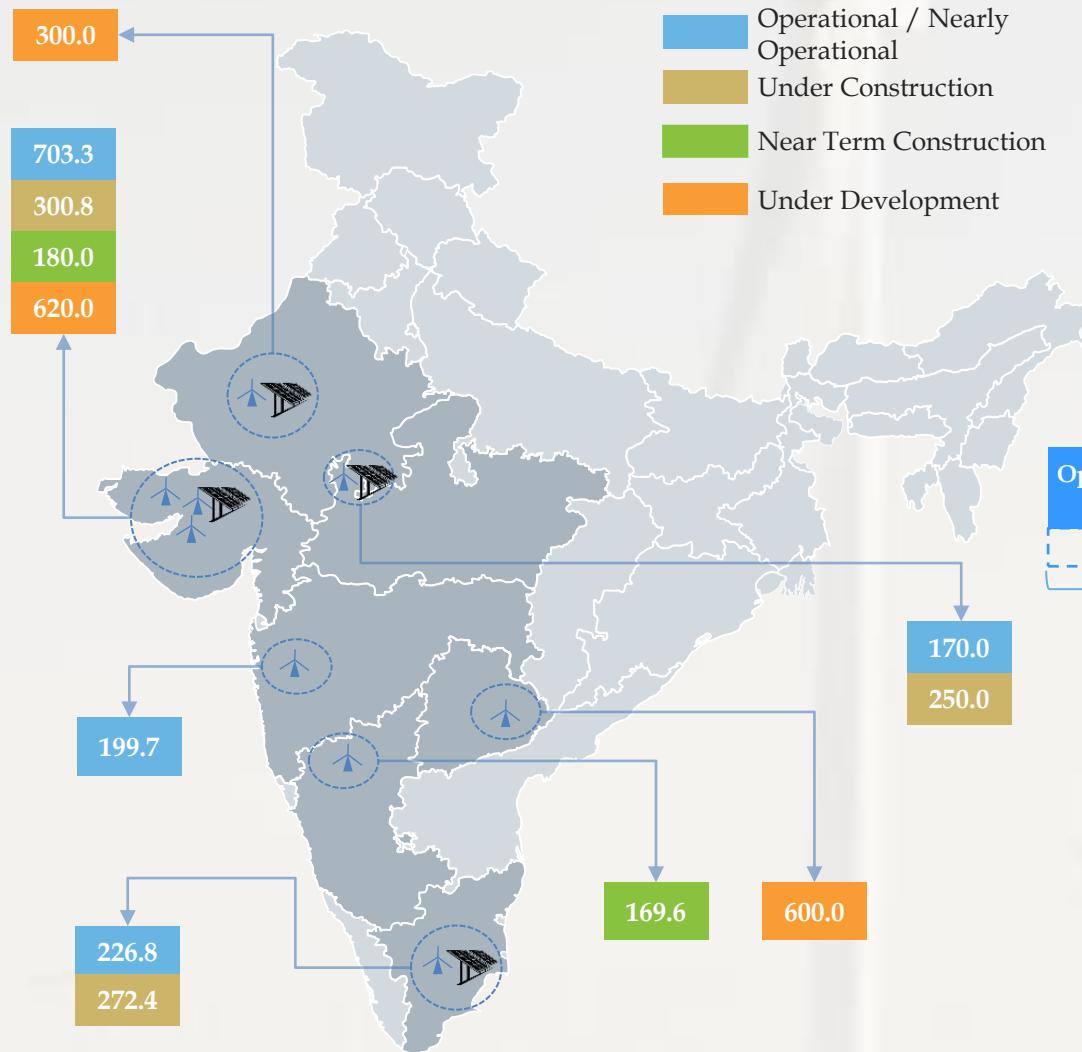 300.0
Operational / Nearly
Operational
Under Construction
Near Term Construction
Under Development
703.3
300.8
180.0
620.0
170.0
250.0
199.7
169.6
600.0
226.8
272.4